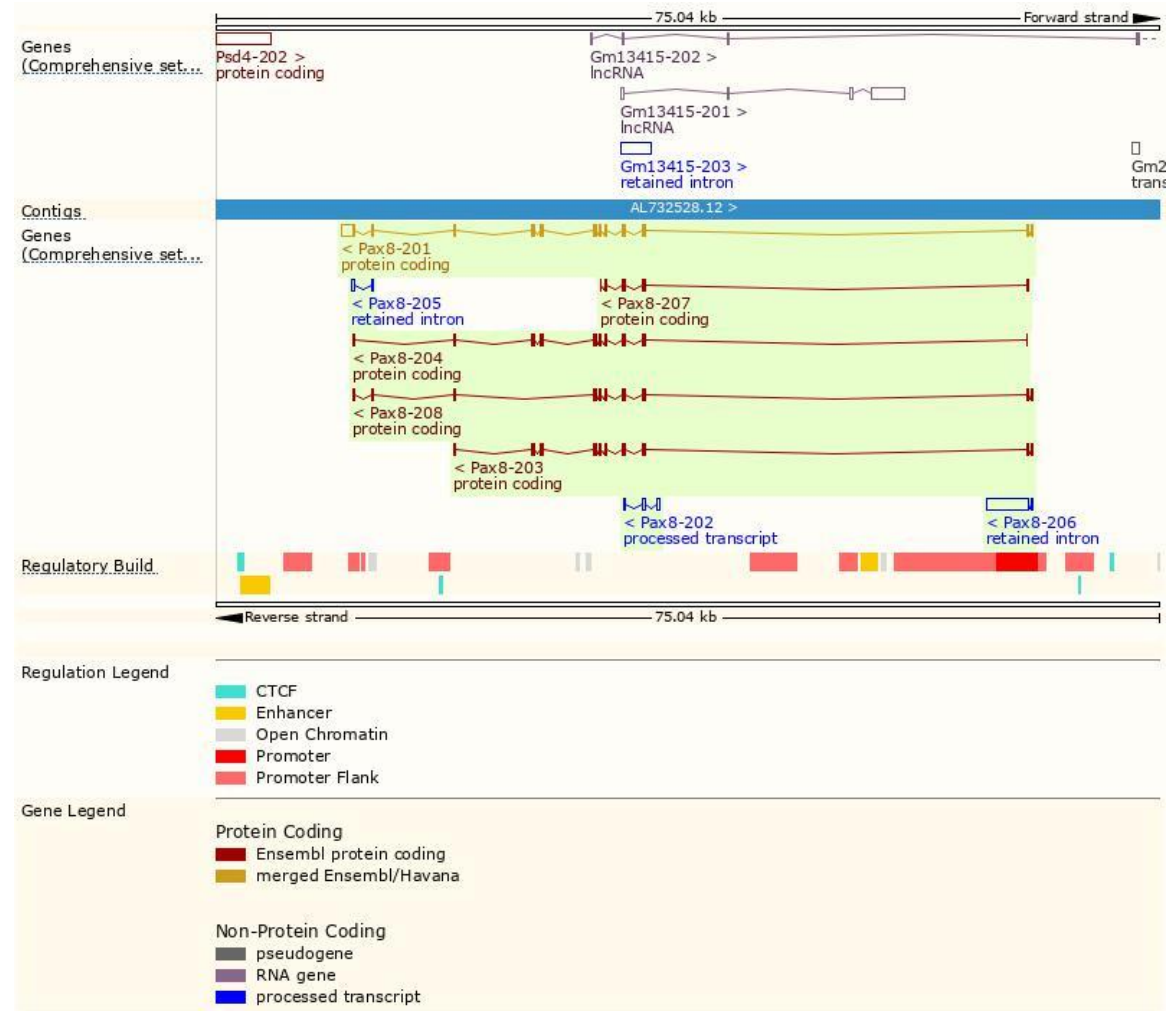 75.04 kb Forward strand
Genes
(Comprehensive set...
Psd4-202 >
protein coding
Gm13415-202 >
lncRNA
Gm13415-201 >
lncRNA
Gm13415-203 >
retained intron
Gm2
trans
Contigs
AL732528.12 >
Genes
(Comprehensive set...
< Pax8-201
protein coding
< Pax8-205
retained intron
< Pax8-207
protein coding
< Pax8-204
protein coding
< Pax8-208
protein coding
< Pax8-203
protein coding
< Pax8-202
processed transcript
< Pax8-206
retained intron
Regulatory Build
Reverse strand 75.04 kb
Regulation Legend
CTCF
Enhancer
Open Chromatin
Promoter
Promoter Flank
Gene Legend
Protein Coding
Ensembl protein coding
merged Ensembl/Havana
Non-Protein Coding
pseudogene
RNA gene
processed transcript